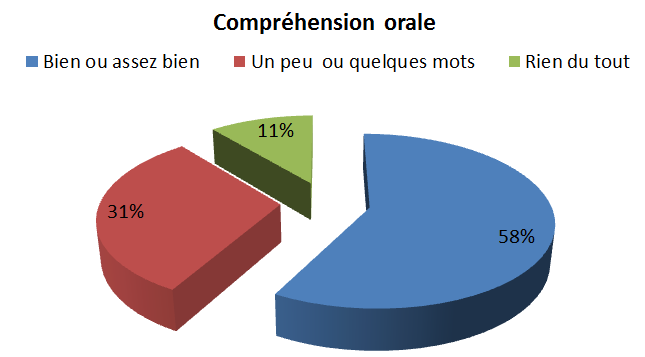 Compréhension orale
Bien ou assez bien Un peu ou quelques mots Rien du tout
11%
31%
58%